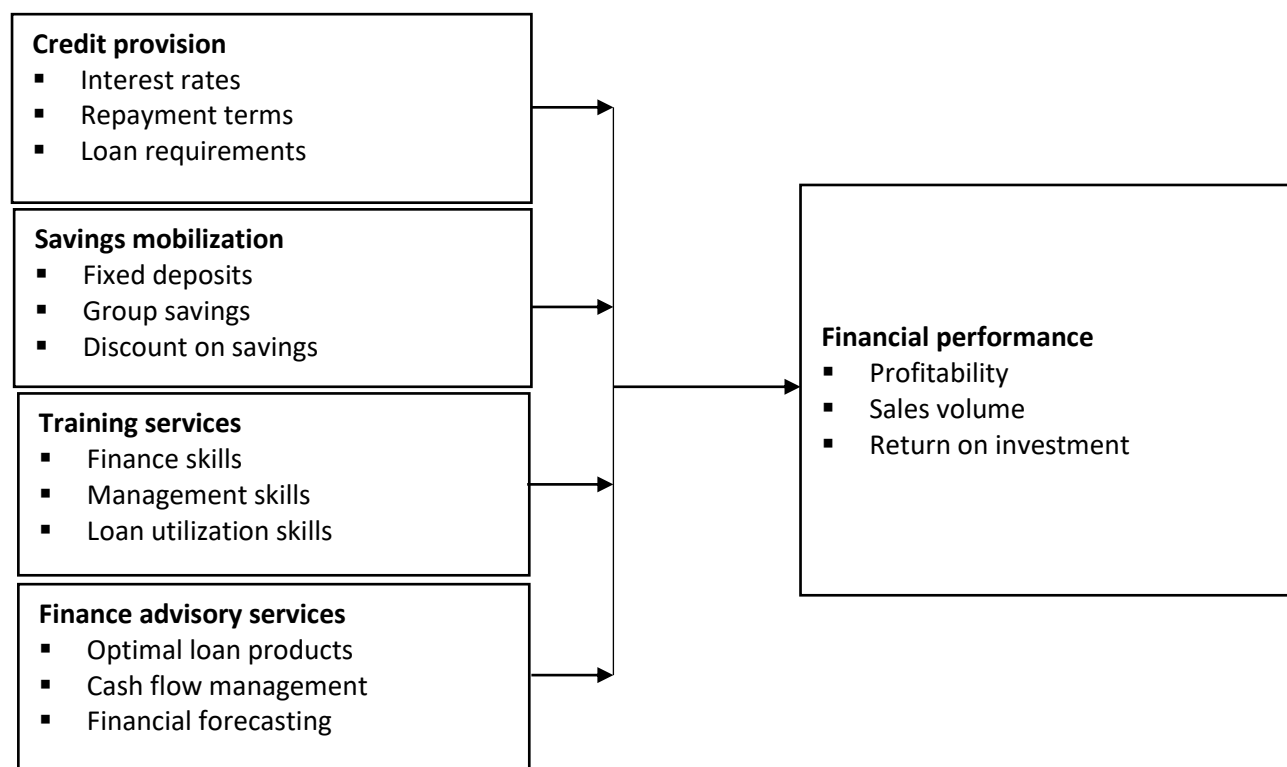 Credit provision
▪ Interest rates
▪ Repayment terms
▪ Loan requirements
Savings mobilization
▪ Fixed deposits
▪ Group savings
▪ Discount on savings
Training services
▪ Finance skills
▪ Management skills
▪ Loan utilization skills
Finance advisory services
▪ Optimal loan products
▪ Cash flow management
▪ Financial forecasting
Financial performance
▪ Profitability
▪ Sales volume
▪ Return on investment